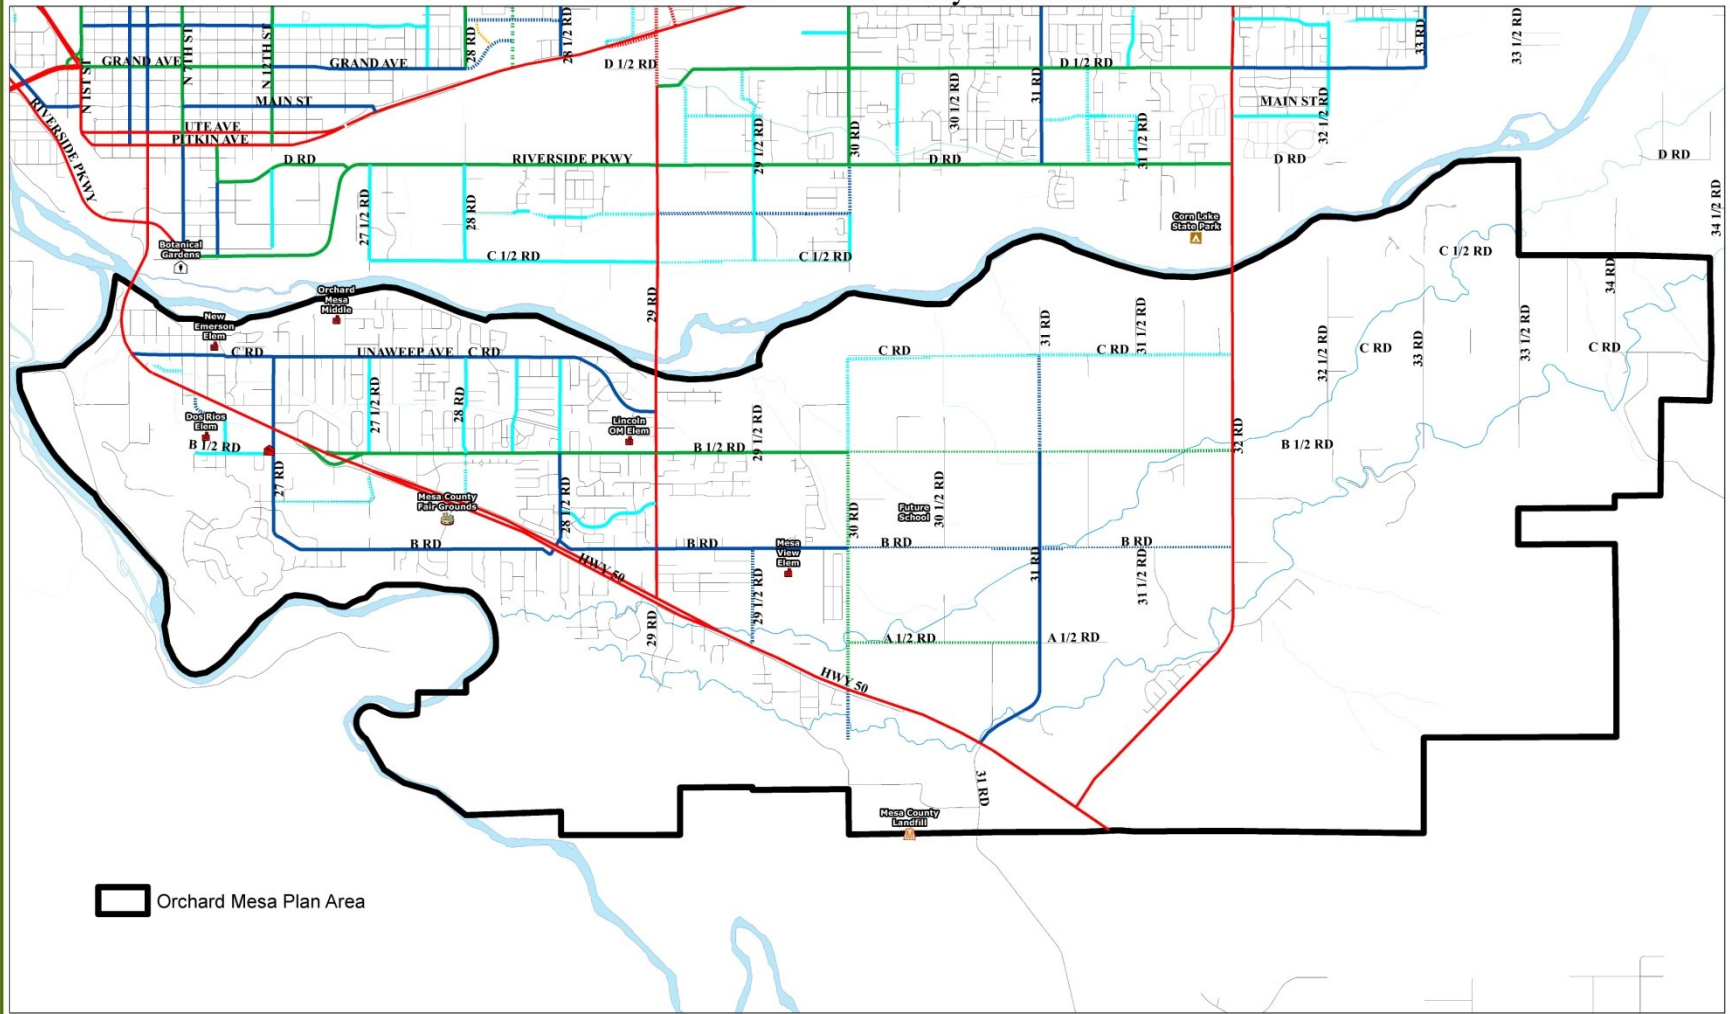 28 RD
28 1/2 RD
33 RD
33 1/2 RD
N 7TH ST
N 12TH ST
GRAND AVE
GRAND AVE
D 1/2 RD
D 1/2 RD
N 1ST ST
MAIN ST
30 1/2 RD
31 RD
MAIN ST
32 1/2 RD
RIVERSIDE PKWY
UTE AVE
PITKIN AVE
29 1/2 RD
30 RD
31 1/2 RD
D RD
RIVERSIDE PKWY
D RD
D RD
D RD
34 1/2 RD
27 1/2 RD
28 RD
Corn Lake
State Park
Botanical
Gardens
C 1/2 RD
C 1/2 RD
C 1/2 RD
34 RD
Orchard
Mesa
Middle
29 RD
New
Emerson
Elem
31 RD
31 1/2 RD
32 1/2 RD
33 RD
33 1/2 RD
C RD
UNAWEEP AVE
C RD
C RD
C RD
C RD
C RD
27 1/2 RD
28 RD
Dos Rios
Elem
Lincoln
OM Elem
29 1/2 RD
32 RD
B 1/2 RD
B 1/2 RD
B 1/2 RD
27 RD
Mesa County
Fair Grounds
28 1/2 RD
30 RD
Future
School
30 1/2 RD
B RD
B RD
Mesa
View
Elem
B RD
B RD
HWY 50
29 1/2 RD
31 RD
31 1/2 RD
29 RD
A 1/2 RD
A 1/2 RD
HWY 50
31 RD
Mesa County
Landfill
Orchard Mesa Plan Area